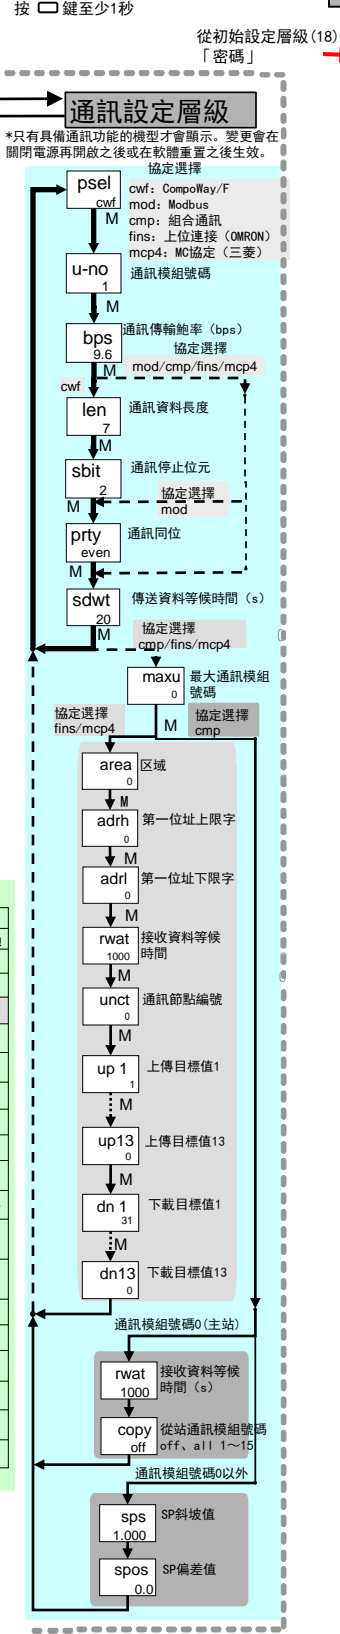 按 鍵至少1秒
從初始設定層級(18)
「密碼」
通訊設定層級
*只有具備通訊功能的機型才會顯示。變更會在
關閉電源再開啟之後或在軟體重置之後生效。
協定選擇
psel
cwf
cwf: CompoWay/F
mod: Modbus
cmp: 組合通訊
fins: 上位連接（OMRON）
mcp4: MC協定（三菱）
M
u-no
1
通訊模組號碼
M
bps
9.6
通訊傳輸鮑率（bps）
協定選擇
mod/cmp/fins/mcp4
M
cwf
len
7
通訊資料長度
M
sbit
2
通訊停止位元
協定選擇
mod
M
prty
even
通訊同位
M
sdwt
20
傳送資料等候時間（s）
M
協定選擇
cmp/fins/mcp4
maxu
0
最大通訊模組
號碼
協定選擇
fins/mcp4
M
協定選擇
cmp
area
0
区域
M
adrh
0
第一位址上限字
M
adrl
0
第一位址下限字
M
rwat
1000
接收資料等候
時間
M
unct
0
通訊節點編號
M
up 1
1
上傳目標值1
M
up13
0
上傳目標值13
M
dn 1
31
下載目標值1
M
dn13
0
下載目標值13
通訊模組號碼0(主站)
rwat
1000
接收資料等候
時間（s）
copy
off
從站通訊模組號碼
off、all 1～15
通訊模組號碼0以外
sps
1.000
SP斜坡值
spos
0.0
SP偏差值